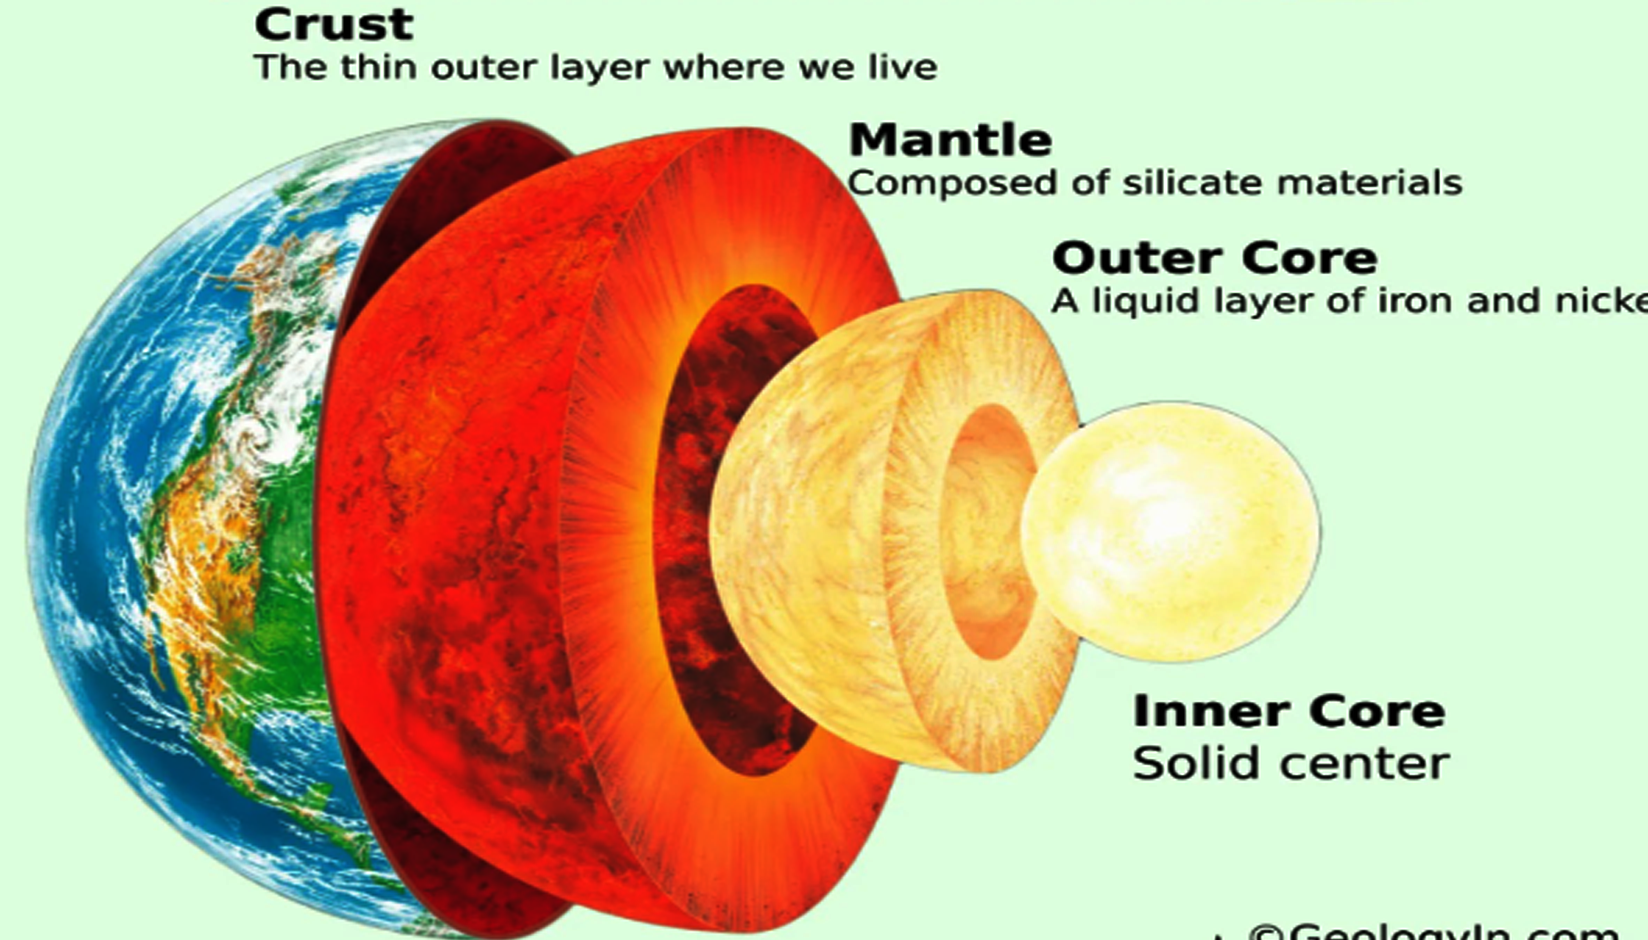 Crust
The thin outer layer where we live
Mantle
Composed of silicate materials
Outer Core
A liquid layer of iron and nicke
Inner Core
Solid center
©GeologyIn.com